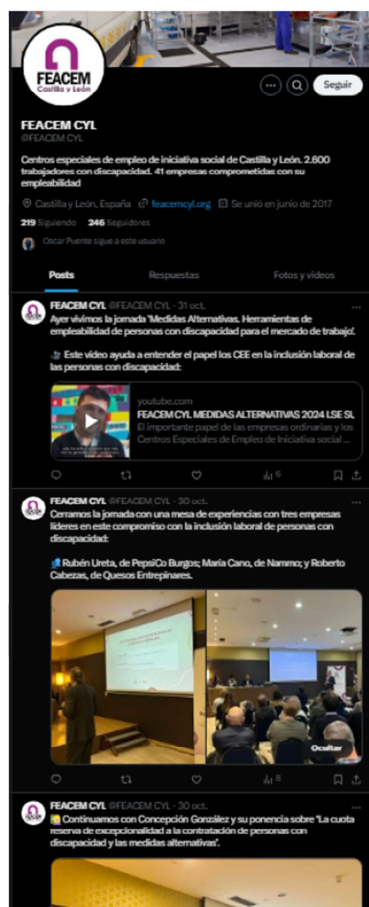 FEACEM
Castilla y León
Seguir
FEACEM CYL
@FEACEM CYL
Centros especiales de empleo de iniciativa social de Castilla y León. 2.600
trabajadores con discapacidad. 41 empresas comprometidas con su
empleabilidad
Castilla y León, España feacemcyl.org Se unió en junio de 2017
219 Siguiendo 246 Seguidores
Oscar Puente sigue a este usuario
Posts Respuestas Fotos y vídeos
FEACEM CYL @FEACEM CYL · 31 oct.
Ayer vivimos la jornada 'Medidas Alternativas. Herramientas de
empleabilidad de personas con discapacidad para el mercado de trabajo'.
Este vídeo ayuda a entender el papel los CEE en la inclusión laboral de
las personas con discapacidad:
youtube.com
FEACEM CYL MEDIDAS ALTERNATIVAS 2024 LSE SU
El importante papel de las empresas ordinarias y los
Centros Especiales de Empleo de Iniciativa social ...
6
FEACEM CYL @FEACEM CYL · 30 oct.
Cerramos la jornada con una mesa de experiencias con tres empresas
líderes en este compromiso con la inclusión laboral de personas con
discapacidad:
Rubén Ureta, de PepsiCo Burgos; María Cano, de Nammo; y Roberto
Cabezas, de Quesos Entrepinares.
Ocultar
8
FEACEM CYL @FEACEM CYL · 30 oct.
Continuamos con Concepción González y su ponencia sobre "La cuota
reserva de excepcionalidad a la contratación de personas con
discapacidad y las medidas alternativas".